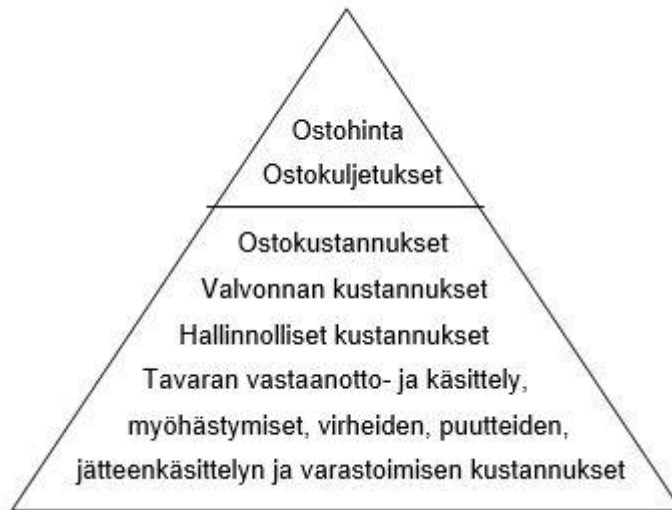 Ostohinta
Ostokuljetukset
Ostokustannukset
Valvonnan kustannukset
Hallinnolliset kustannukset
Tavaran vastaanotto- ja käsittely,
myöhästymiset, virheiden, puutteiden,
jätteenkäsittelyn ja varastoimisen kustannukset